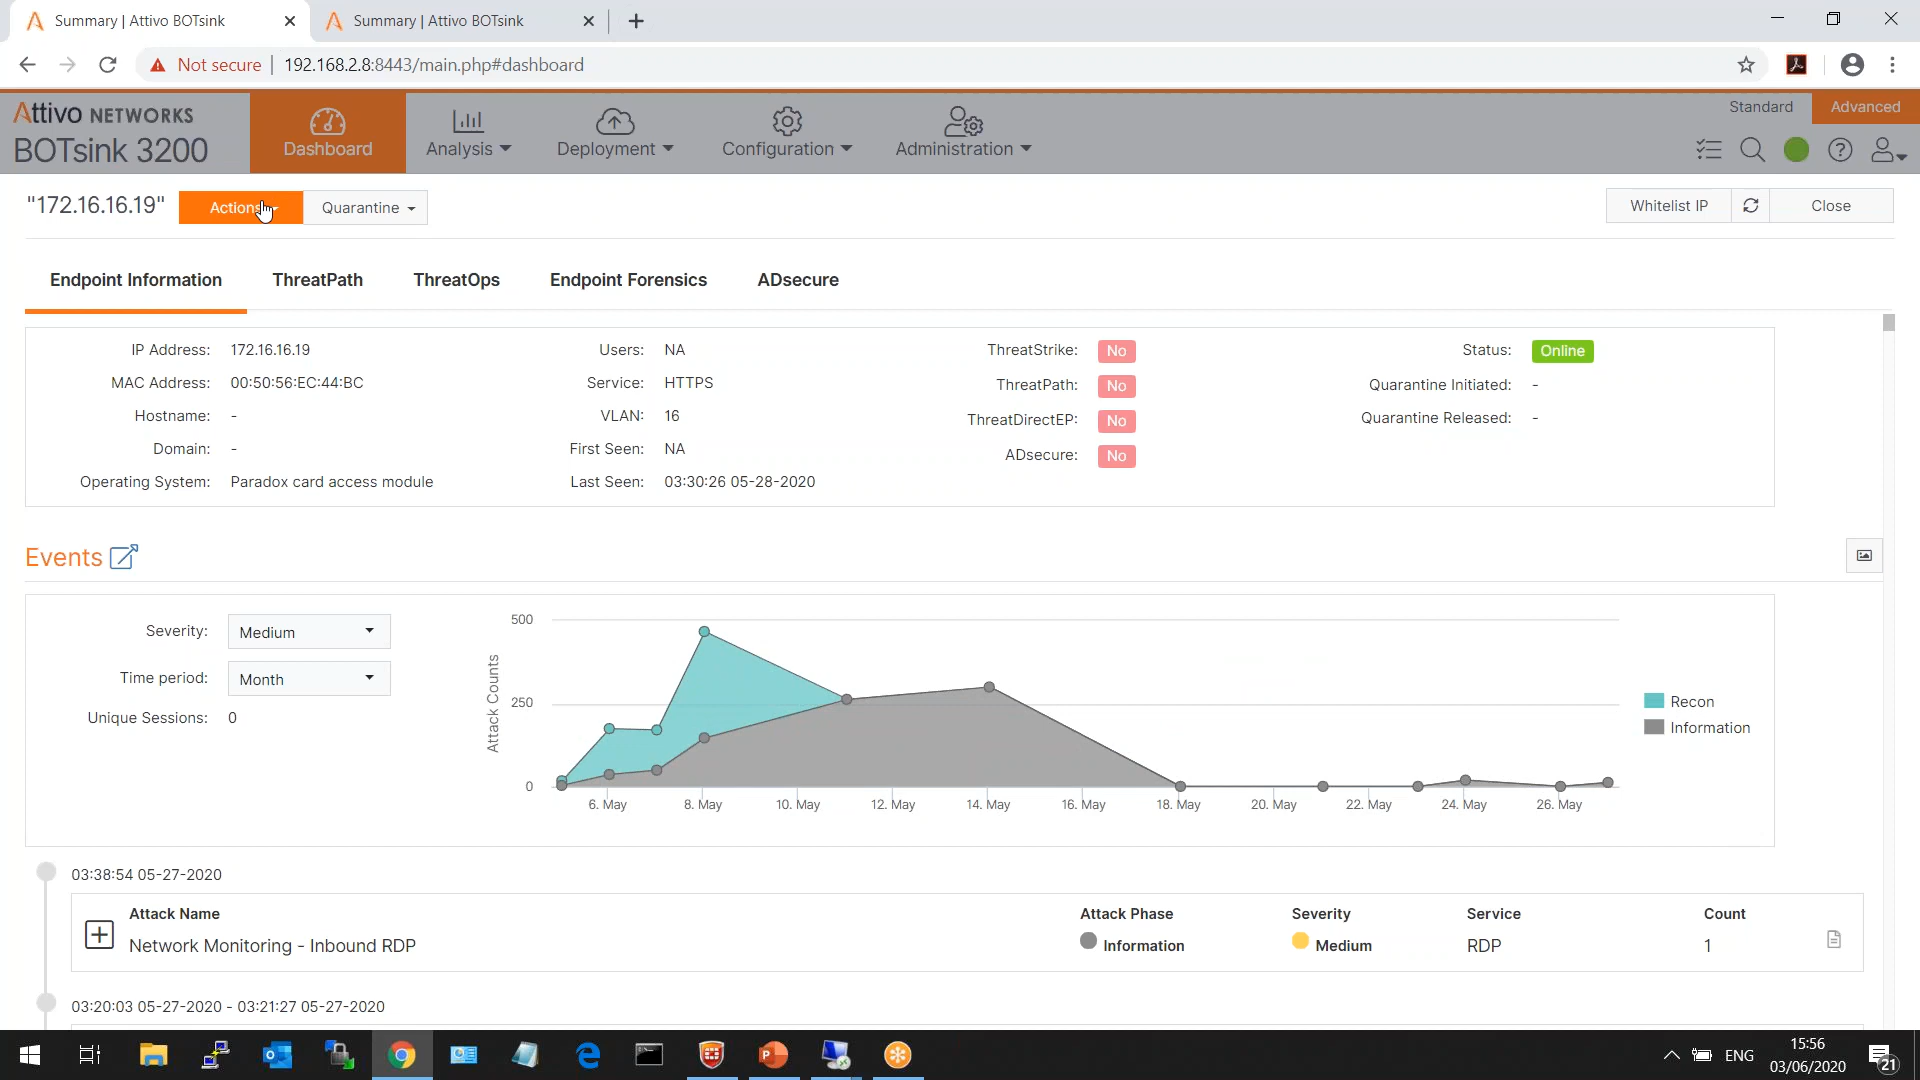 Summary | Attivo BOTsink
Summary | Attivo BOTsink
Not secure
192.168.2.8:8443/main.php#dashboard
Attivo NETWORKS
BOTsink 3200
Dashboard
Analysis
Deployment
Configuration
Administration
Standard
Advanced
"172.16.16.19"
Actions
Quarantine
Whitelist IP
Close
Endpoint Information
ThreatPath
ThreatOps
Endpoint Forensics
ADsecure
IP Address: 172.16.16.19
MAC Address: 00:50:56:EC:44:BC
Hostname: -
Domain: -
Operating System: Paradox card access module
Users: NA
Service: HTTPS
VLAN: 16
First Seen: NA
Last Seen: 03:30:26 05-28-2020
ThreatStrike: No
ThreatPath: No
ThreatDirectEP: No
ADsecure: No
Status: Online
Quarantine Initiated: -
Quarantine Released: -
Events
Severity: Medium
Time period: Month
Unique Sessions: 0
Attack Counts
500
250
0
6. May
8. May
10. May
12. May
14. May
16. May
18. May
20. May
22. May
24. May
26. May
Recon
Information
03:38:54 05-27-2020
Attack Name
Attack Phase
Severity
Service
Count
Network Monitoring - Inbound RDP
Information
Medium
RDP
1
03:20:03 05-27-2020 - 03:21:27 05-27-2020
ENG
15:56
03/06/2020
21